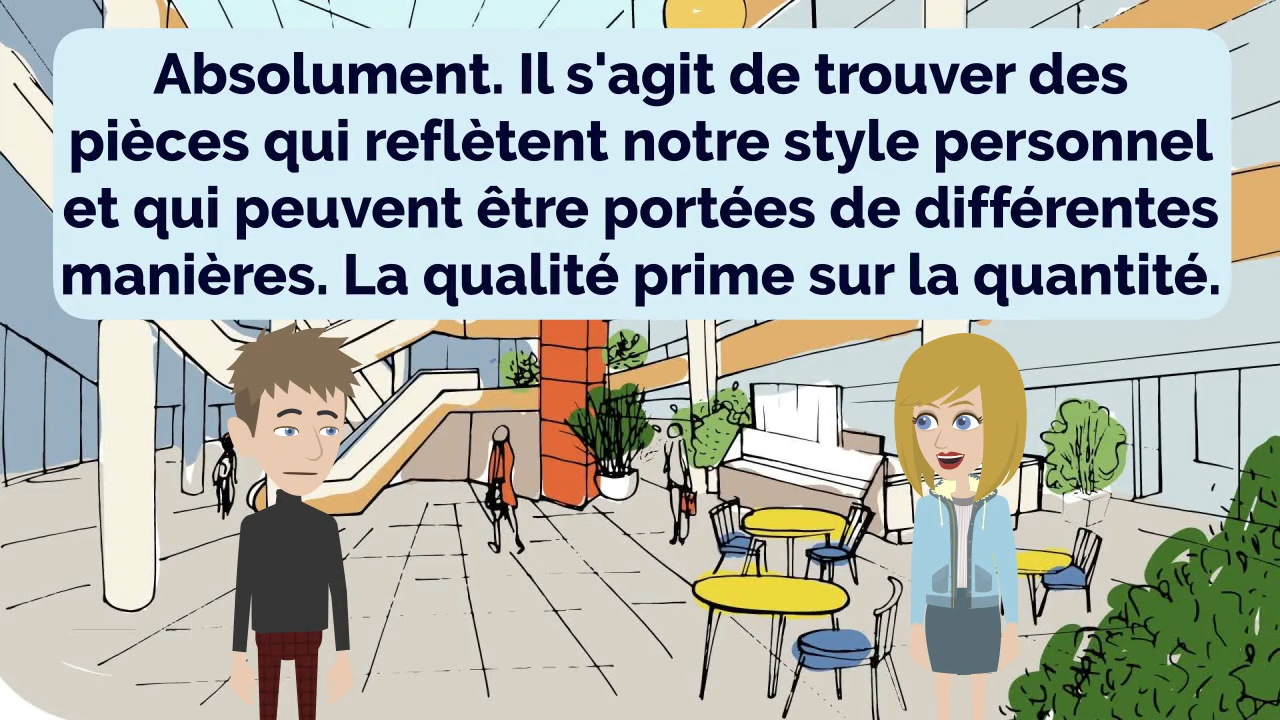 Absolument. Il s'agit de trouver des
pièces qui reflètent notre style personnel
et qui peuvent être portées de différentes
manières. La qualité prime sur la quantité.